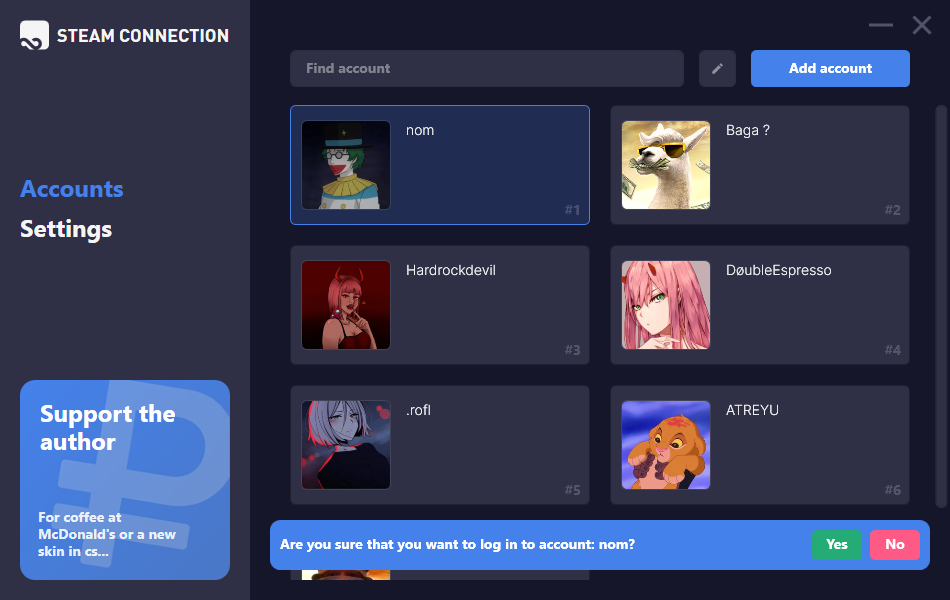 STEAM CONNECTION
Accounts
Settings
Support the
author
For coffee at
McDonald's or a new
skin in cs...
Find account
Add account
nom
#1
Baga ?
#2
Hardrockdevil
#3
DøubleEspresso
#4
.rofl
#5
ATREYU
#6
Are you sure that you want to log in to account: nom?
Yes
No